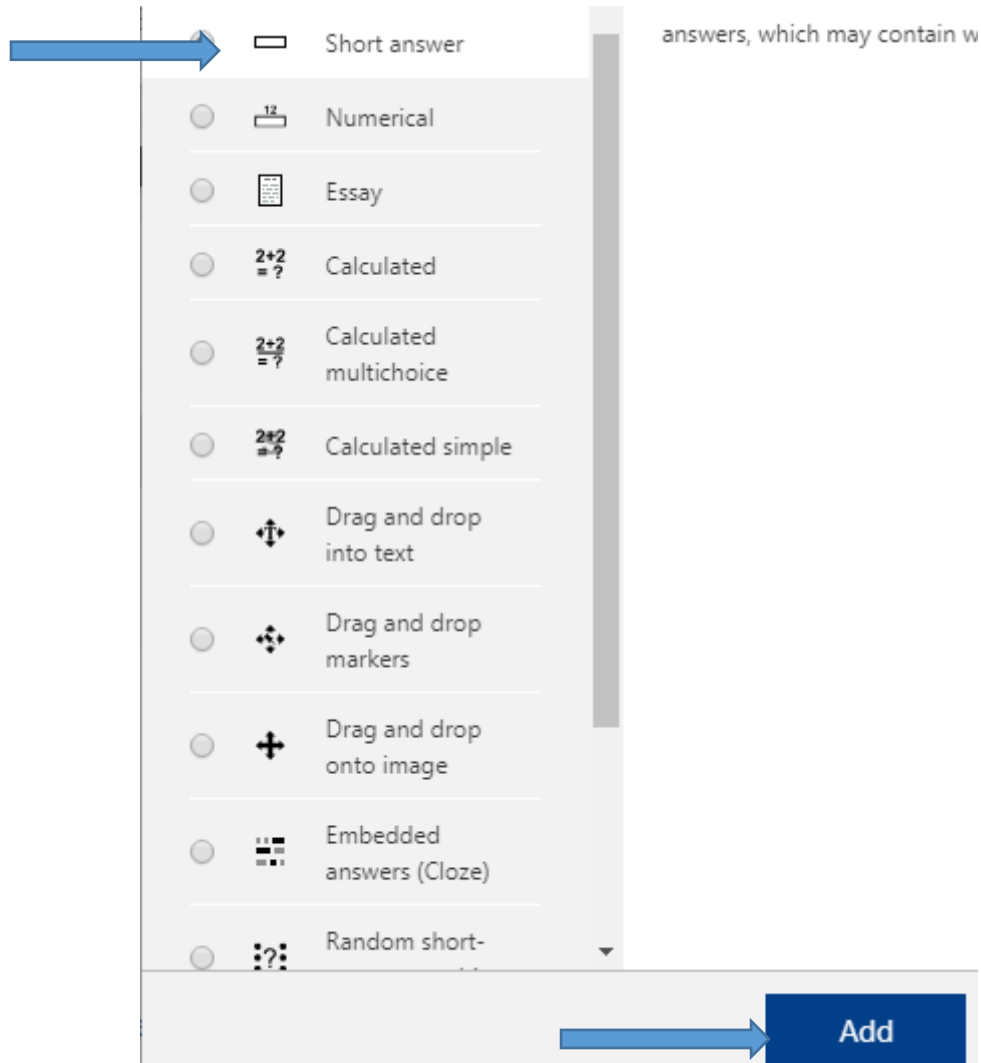 Short answer
answers, which may contain w
12
Numerical
Essay
2+2
= ?
Calculated
2+2
= ?
Calculated
multichoice
2+2
= ?
Calculated simple
Drag and drop
into text
Drag and drop
markers
Drag and drop
onto image
Embedded
answers (Cloze)
?
Random short-
Add